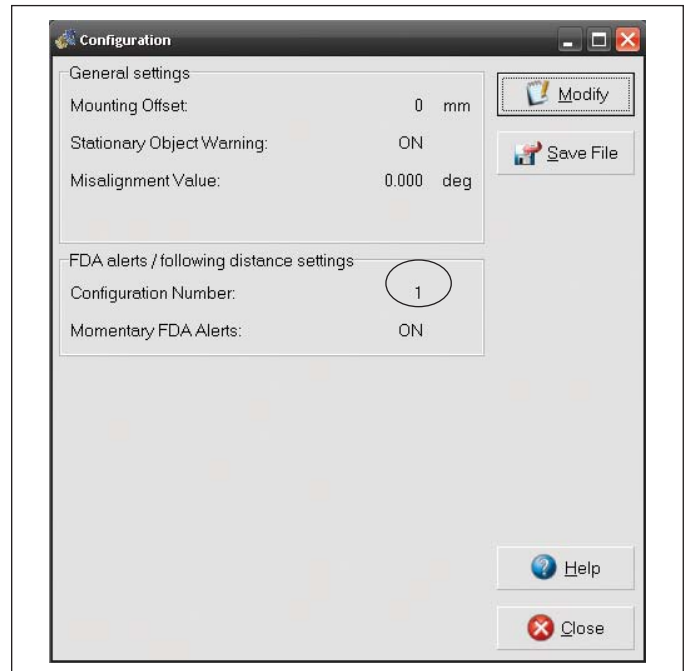 Configuration
General settings
Mounting Offset: 0 mm
Stationary Object Warning: ON
Misalignment Value: 0.000 deg
Modify
Save File
FDA alerts / following distance settings
Configuration Number: 1
Momentary FDA Alerts: ON
Help
Close